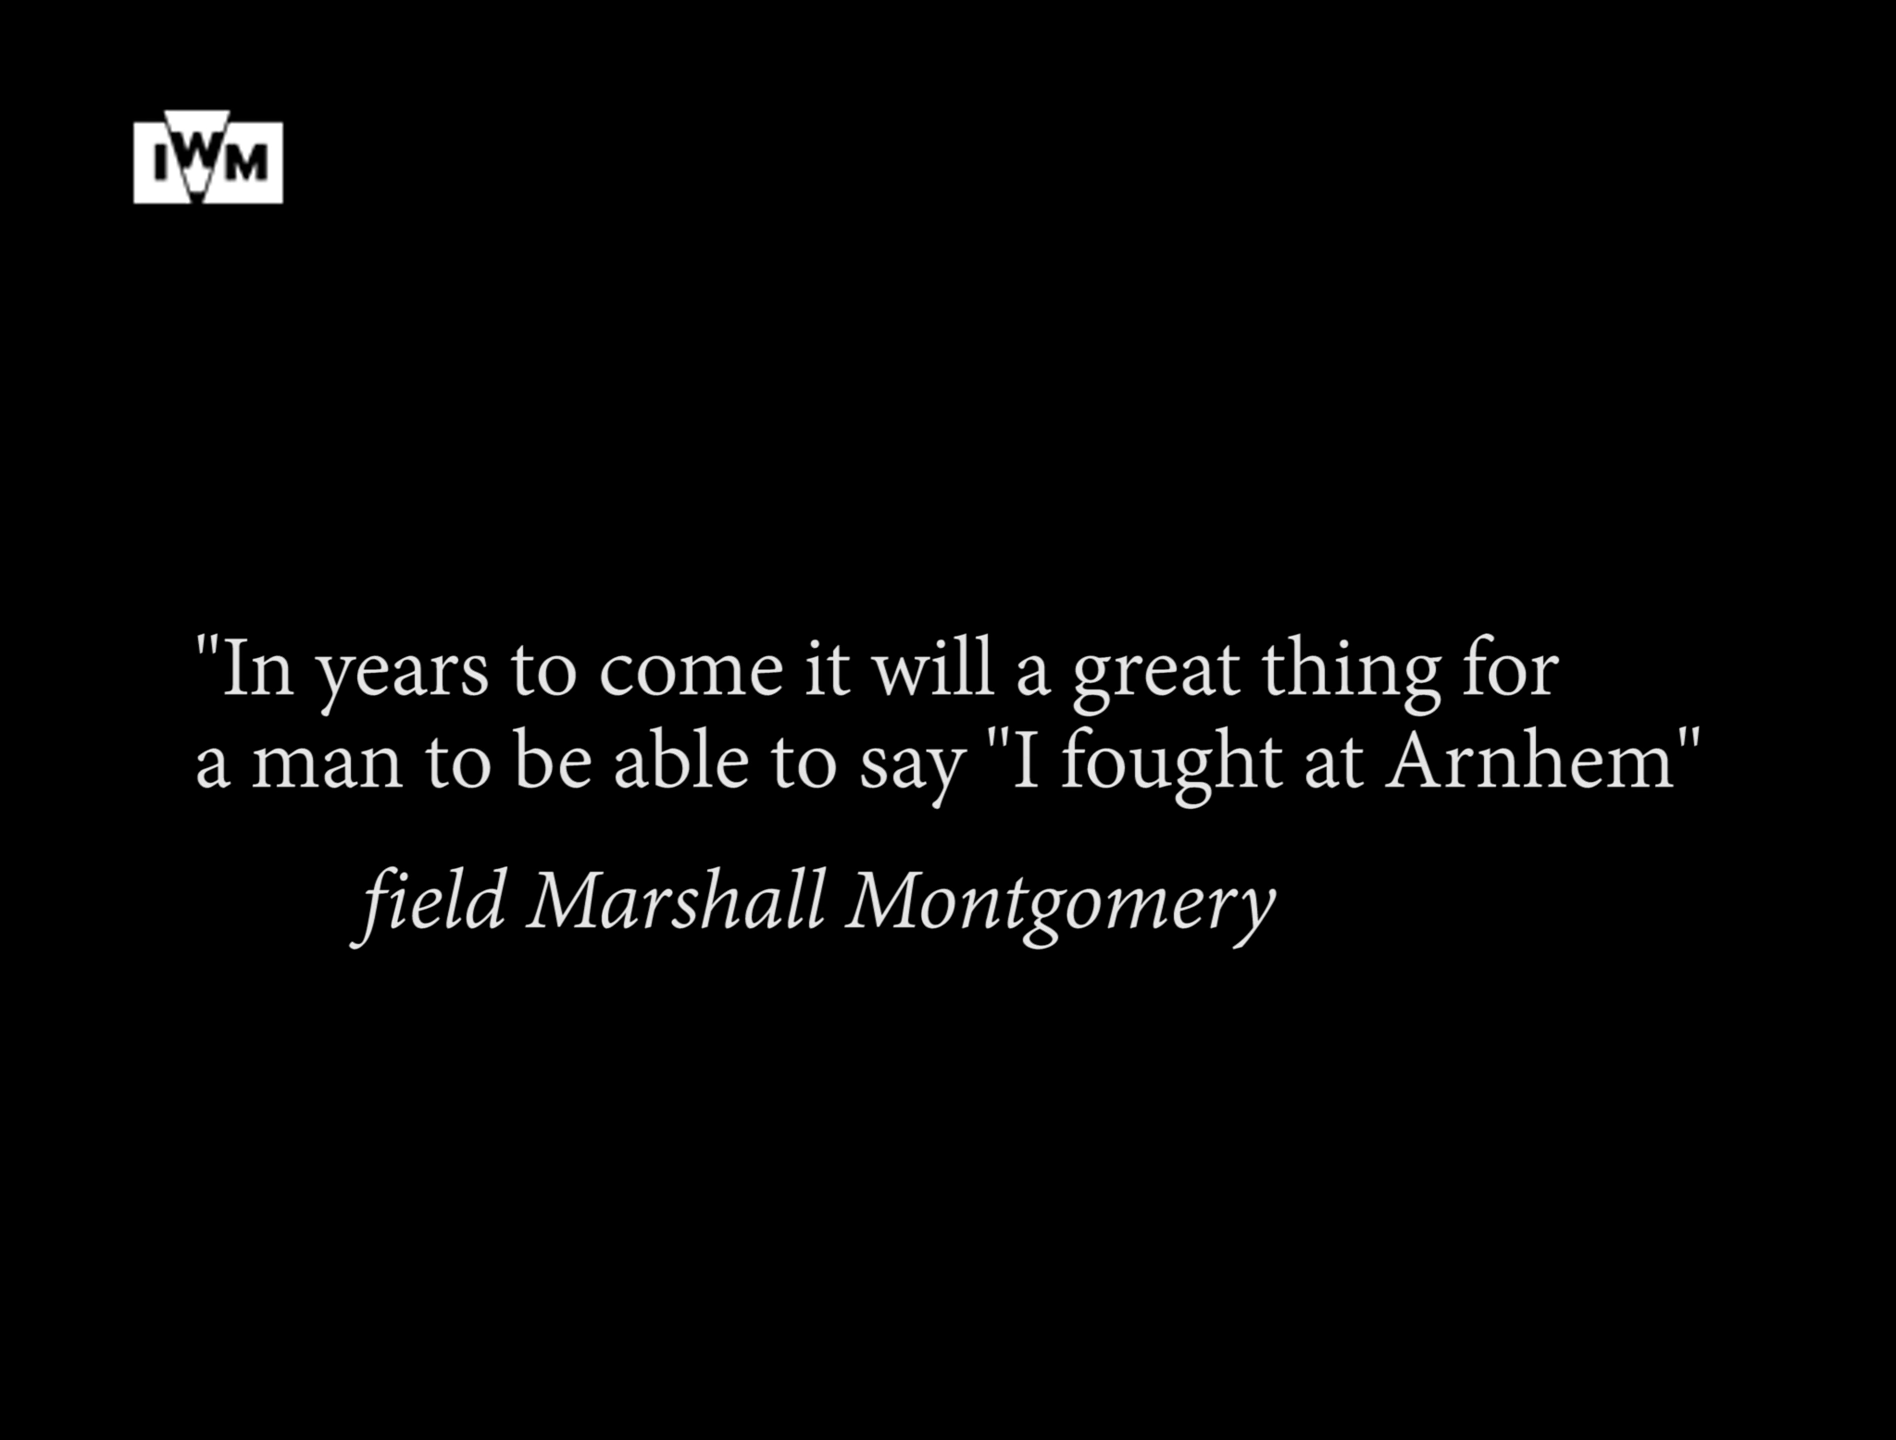 IWM
"In years to come it will a great thing for
a man to be able to say "I fought at Arnhem"
field Marshall Montgomery